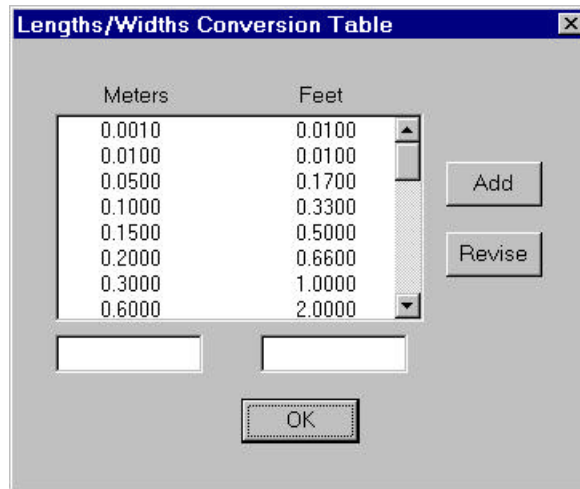 Lengths/Widths Conversion Table
Meters Feet
0.0010 0.0100
0.0100 0.0100
0.0500 0.1700
0.1000 0.3300
0.1500 0.5000
0.2000 0.6600
0.3000 1.0000
0.6000 2.0000
Add
Revise
OK